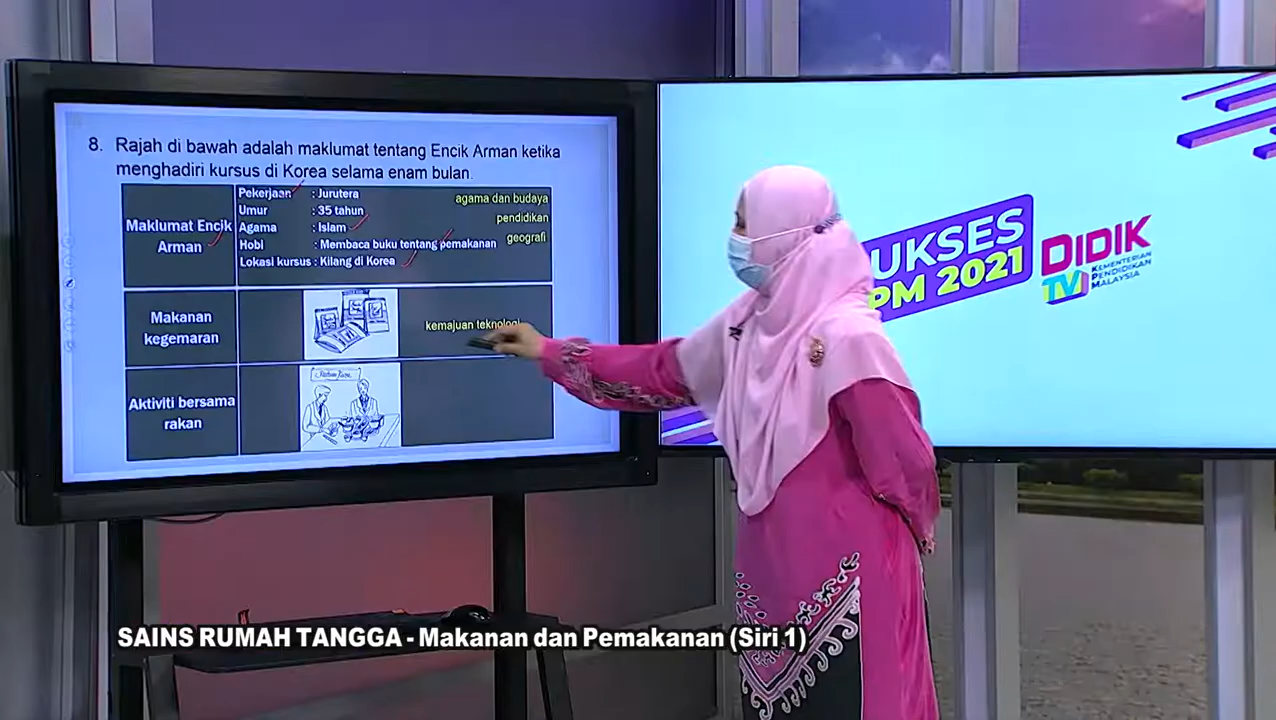 8. Rajah di bawah adalah maklumat tentang Encik Arman ketika
menghadiri kursus di Korea selama enam bulan.
Maklumat Encik
Arman
Pekerjaan : Jurutera
Umur : 35 tahun
Agama : Islam
Hobi : Membaca buku tentang pemakanan
Lokasi kursus : Kilang di Korea
agama dan budaya
pendidikan
geografi
Makanan
kegemaran
kemajuan teknologi
Aktiviti bersama
rakan
UKSES
PM 2021
DIDIK
TV
KEMENTERIAN
PENDIDIKAN
MALAYSIA
SAINS RUMAH TANGGA - Makanan dan Pemakanan (Siri 1)